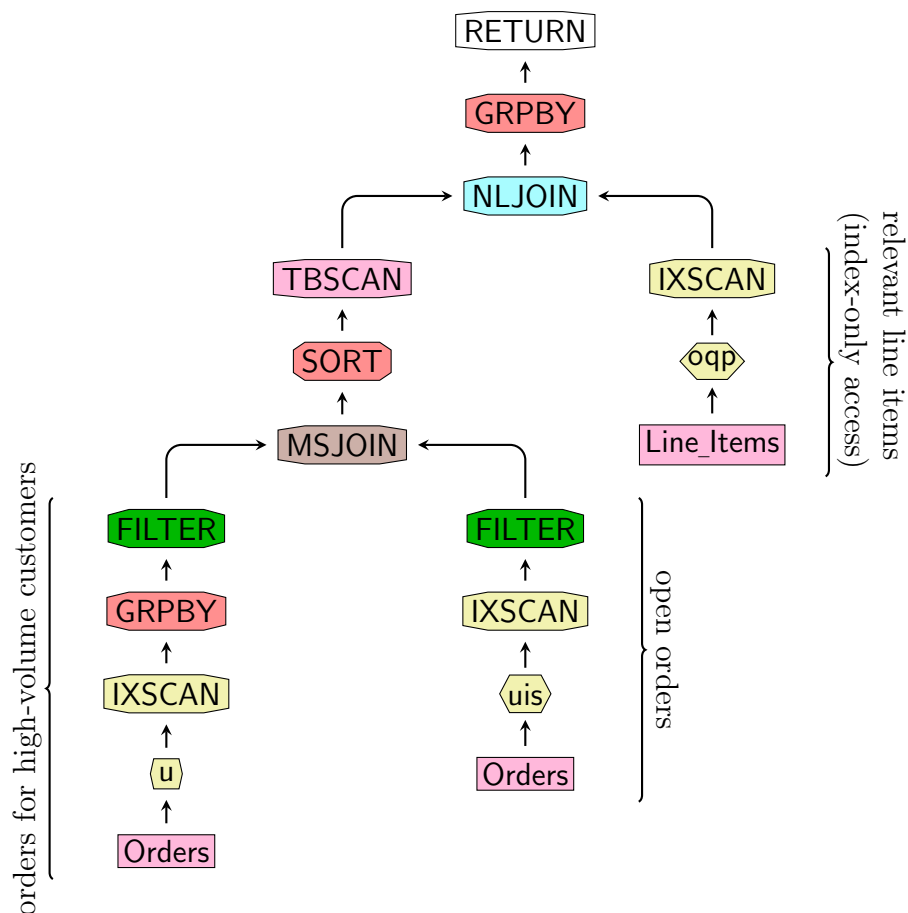 RETURN
GRPBY
NLJOIN
TBSCAN
IXSCAN
relevant line items
(index-only access)
SORT
oqp
MSJOIN
Line_Items
orders for high-volume customers
FILTER
FILTER
open orders
GRPBY
IXSCAN
IXSCAN
uis
u
Orders
Orders